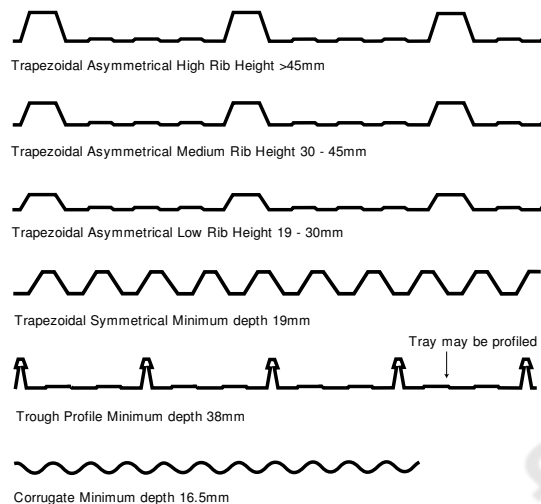 Trapezoidal Asymmetrical High Rib Height >45mm
Trapezoidal Asymmetrical Medium Rib Height 30 - 45mm
Trapezoidal Asymmetrical Low Rib Height 19 - 30mm
Trapezoidal Symmetrical Minimum depth 19mm
Tray may be profiled
Trough Profile Minimum depth 38mm
Corrugate Minimum depth 16.5mm